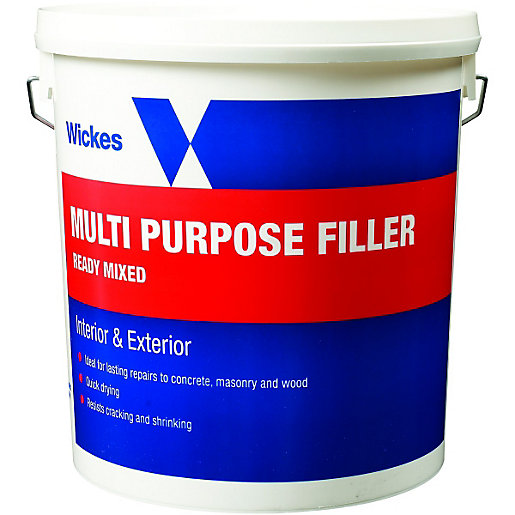 Wickes
MULTI PURPOSE FILLER
READY MIXED
Interior & Exterior
Ideal for lasting repairs to concrete, masonry and wood
Quick drying
Resists cracking and shrinking